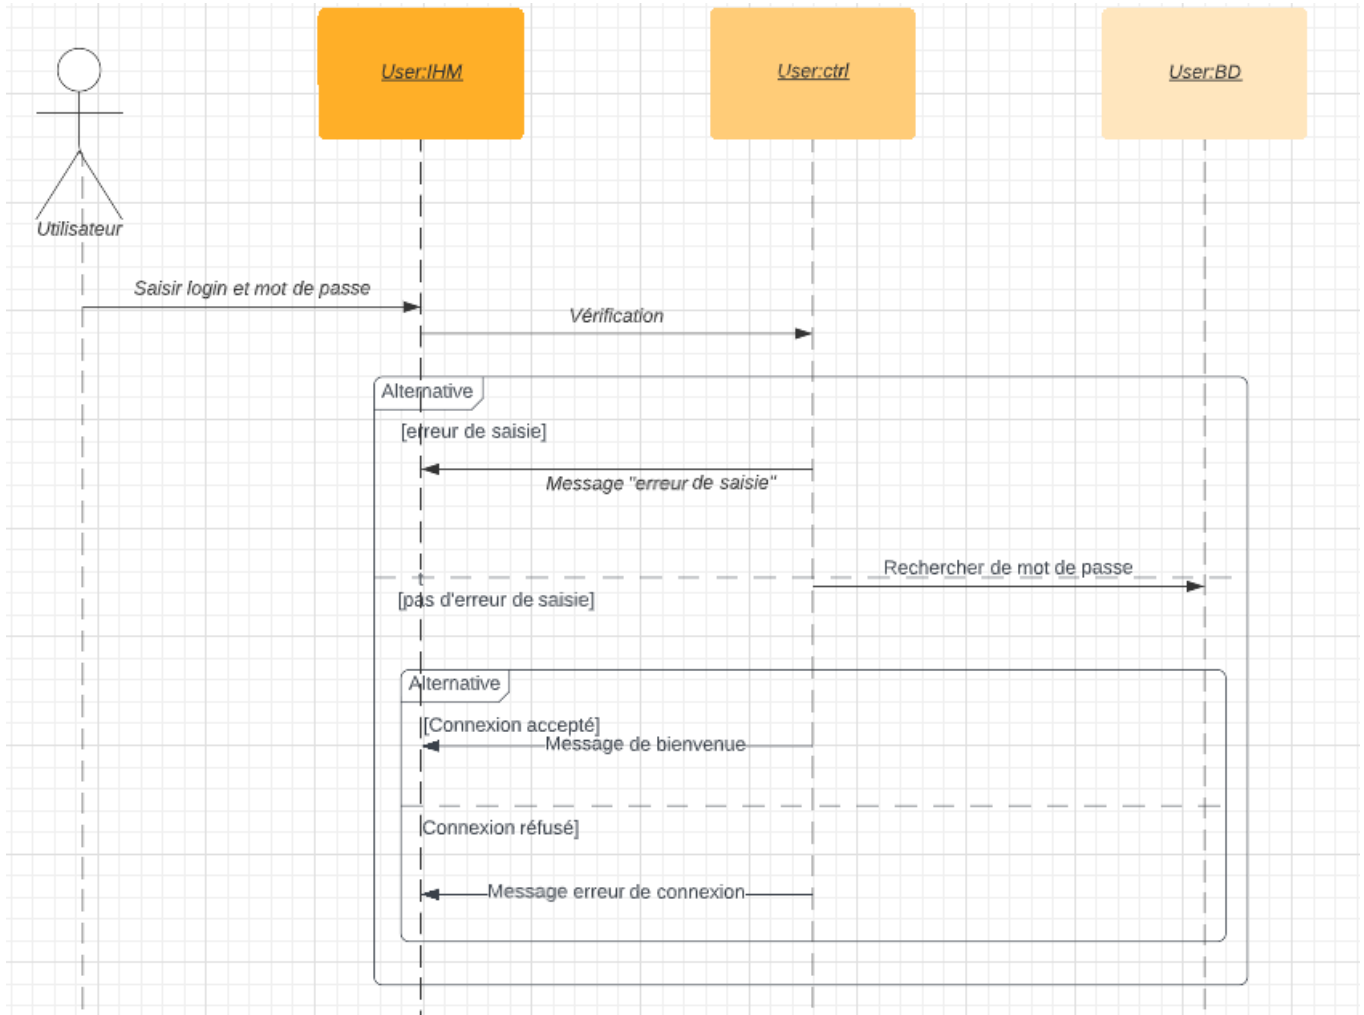 User:IHM
User:ctrl
User:BD
Utilisateur
Saisir login et mot de passe
Vérification
Alternative
[erreur de saisie]
Message "erreur de saisie"
Rechercher de mot de passe
[pas d'erreur de saisie]
Alternative
[Connexion accepté]
Message de bienvenue
Connexion réfusé]
Message erreur de connexion